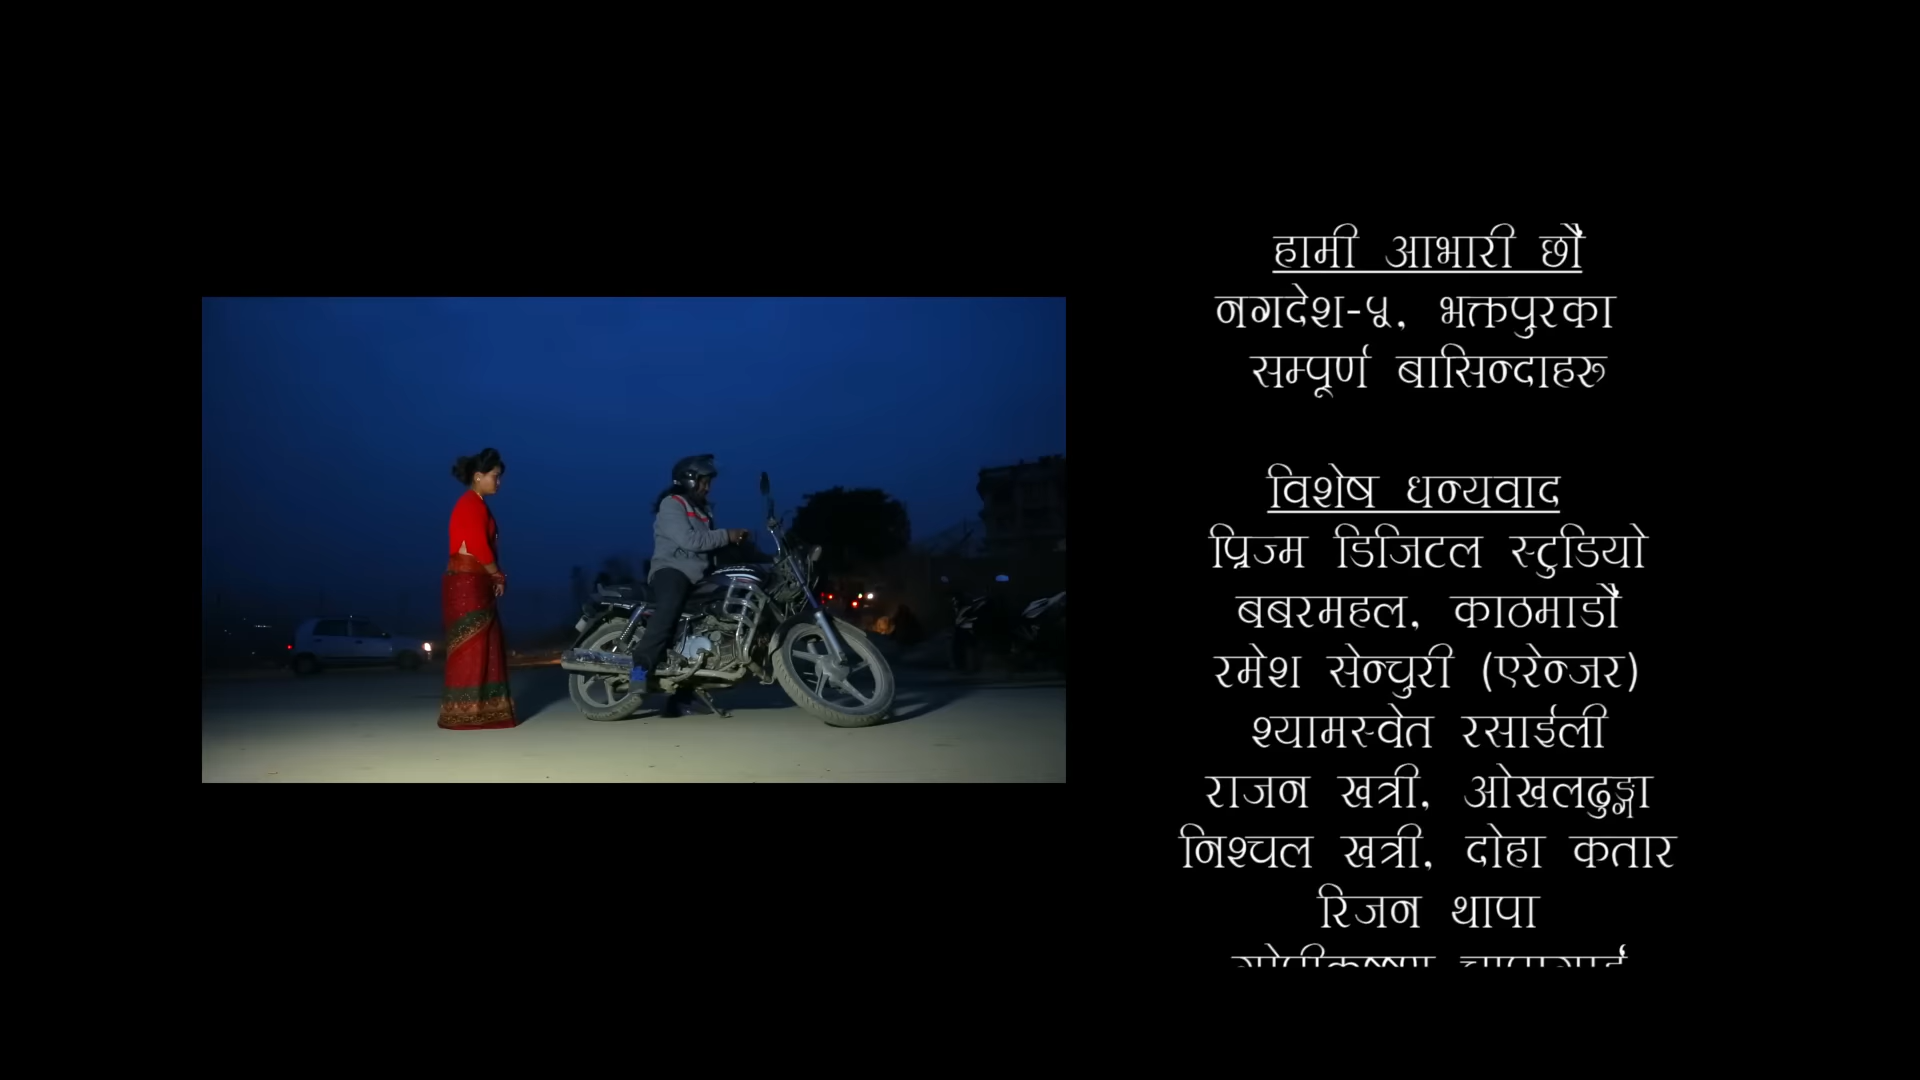 हामी आभारी छौं
नगदेश-५, भक्तपुरका
सम्पूर्ण बासिन्दाहरु
विशेष धन्यवाद
प्रिज्म डिजिटल स्टुडियो
बबरमहल, काठमाडौं
रमेश सेन्चुरी (एरेन्जर)
श्यामस्वेत रसाईली
राजन खत्री, ओखलढुङ्गा
निश्चल खत्री, दोहा कतार
रिजन थापा